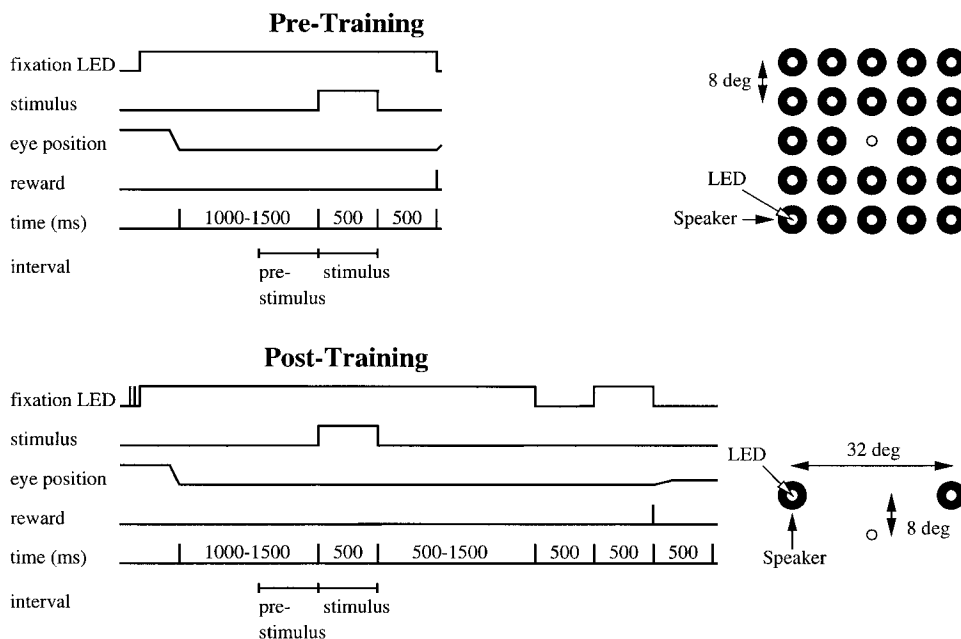 Pre-Training
fixation LED
stimulus
eye position
reward
time (ms) 1000-1500 500 500
interval pre-stimulus stimulus
8 deg
LED
Speaker
Post-Training
fixation LED
stimulus
eye position
reward
time (ms) 1000-1500 500 500-1500 500 500 500
interval pre-stimulus stimulus
32 deg
LED
8 deg
Speaker